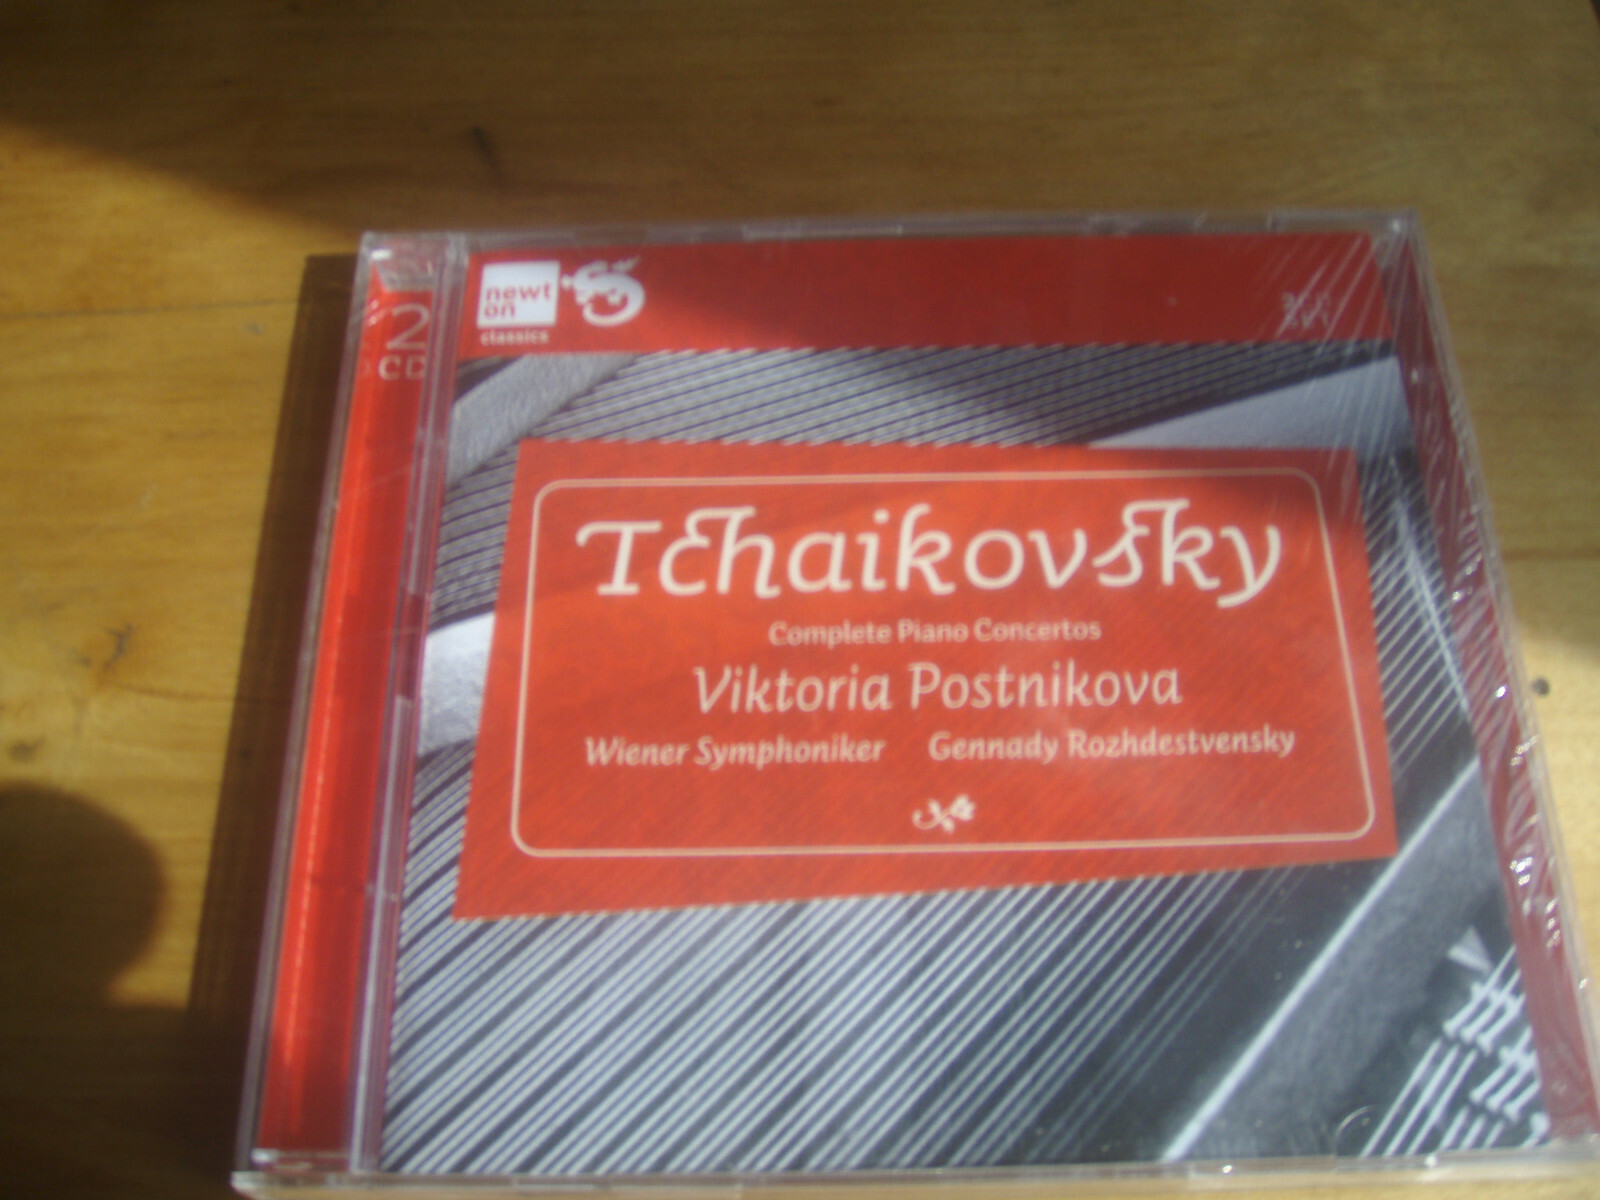 2
CD
newt
on
classics
Tchaikovsky
Complete Piano Concertos
Viktoria Postnikova
Wiener Symphoniker Gennady Rozhdestvensky